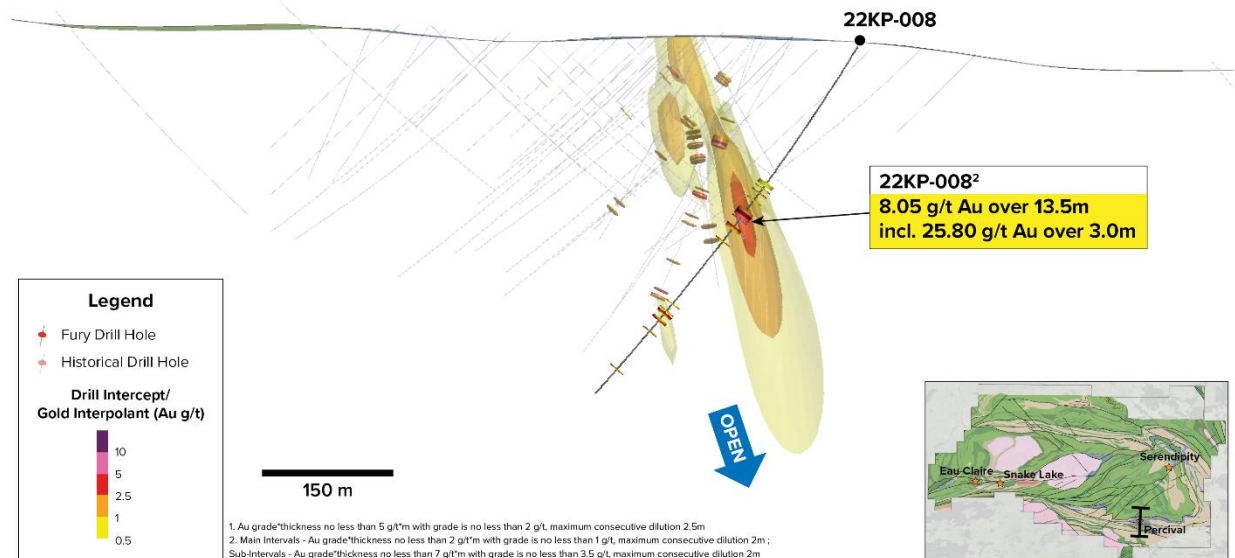 22KP-008
22KP-008²
8.05 g/t Au over 13.5m
incl. 25.80 g/t Au over 3.0m
Legend
Fury Drill Hole
Historical Drill Hole
Drill Intercept/
Gold Interpolant (Au g/t)
10
5
2.5
1
0.5
150 m
OPEN
Eau-Claire
Snake Lake
Serendipity
Percival
1. Au grade*thickness no less than 5 g/t*m with grade is no less than 2 g/t, maximum consecutive dilution 2.5m
2. Main Intervals - Au grade*thickness no less than 2 g/t*m with grade is no less than 1 g/t, maximum consecutive dilution 2m ;
Sub-Intervals - Au grade*thickness no less than 7 g/t*m with grade is no less than 3.5 g/t, maximum consecutive dilution 2m